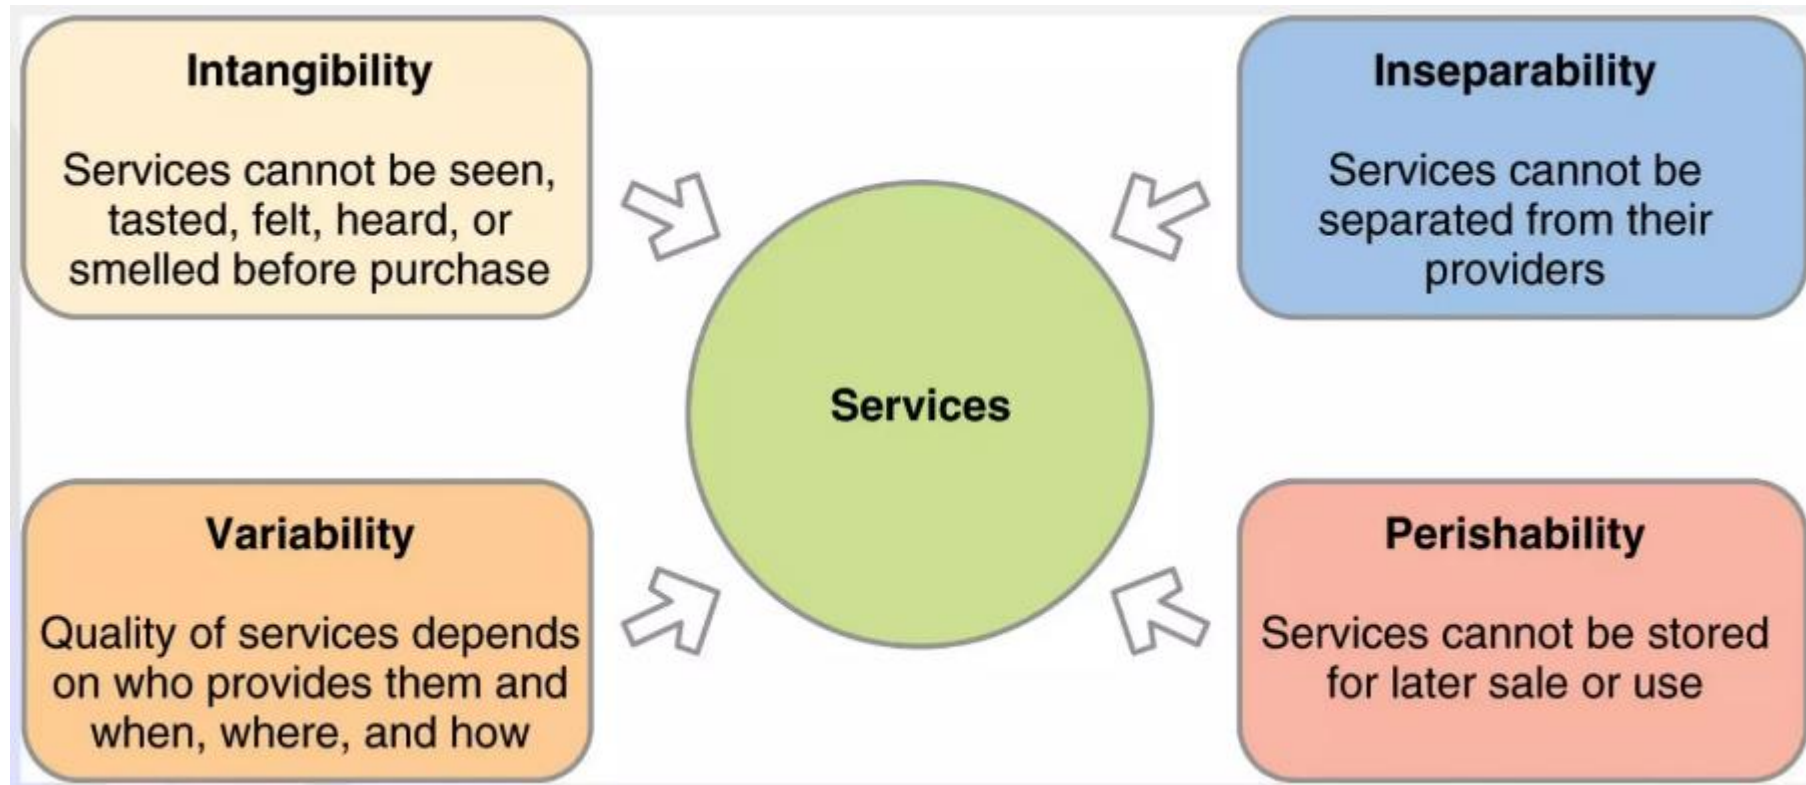 Intangibility
Services cannot be seen,
tasted, felt, heard, or
smelled before purchase
Inseparability
Services cannot be
separated from their
providers
Services
Variability
Quality of services depends
on who provides them and
when, where, and how
Perishability
Services cannot be stored
for later sale or use